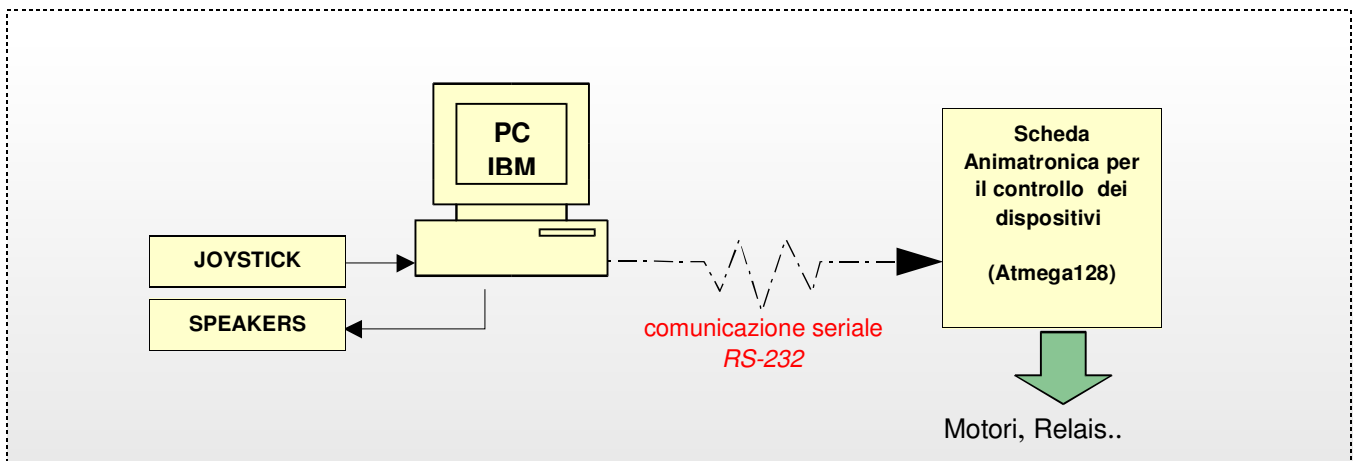 PC
IBM
JOYSTICK
SPEAKERS
comunicazione seriale
RS-232
Scheda
Animatronica per
il controllo dei
dispositivi
(Atmega128)
Motori, Relais..